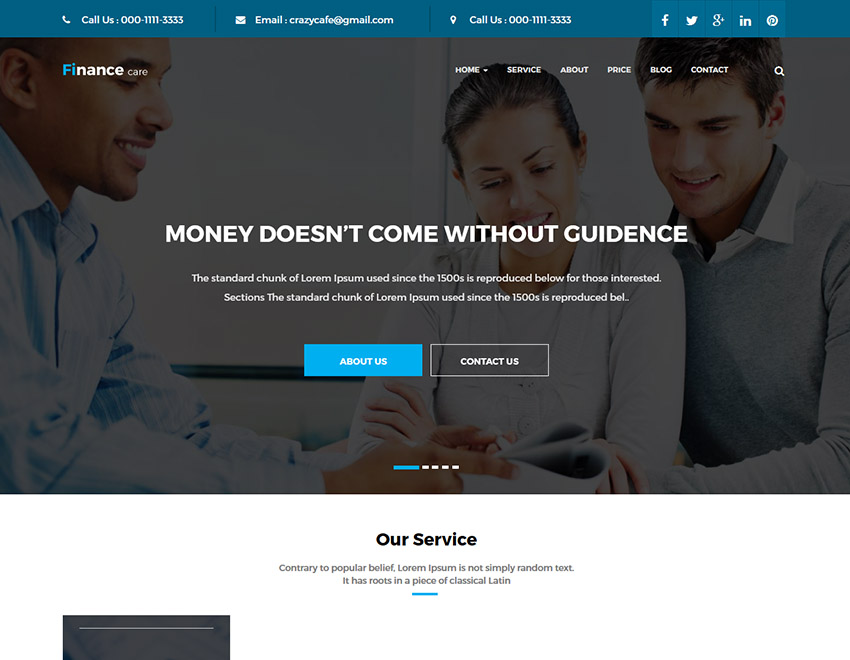 Call Us : 000-1111-3333
Email : crazycafe@gmail.com
Call Us : 000-1111-3333
Finance care
HOME
SERVICE
ABOUT
PRICE
BLOG
CONTACT
MONEY DOESN’T COME WITHOUT GUIDENCE
The standard chunk of Lorem Ipsum used since the 1500s is reproduced below for those interested.
Sections The standard chunk of Lorem Ipsum used since the 1500s is reproduced bel..
ABOUT US
CONTACT US
Our Service
Contrary to popular belief, Lorem Ipsum is not simply random text.
It has roots in a piece of classical Latin